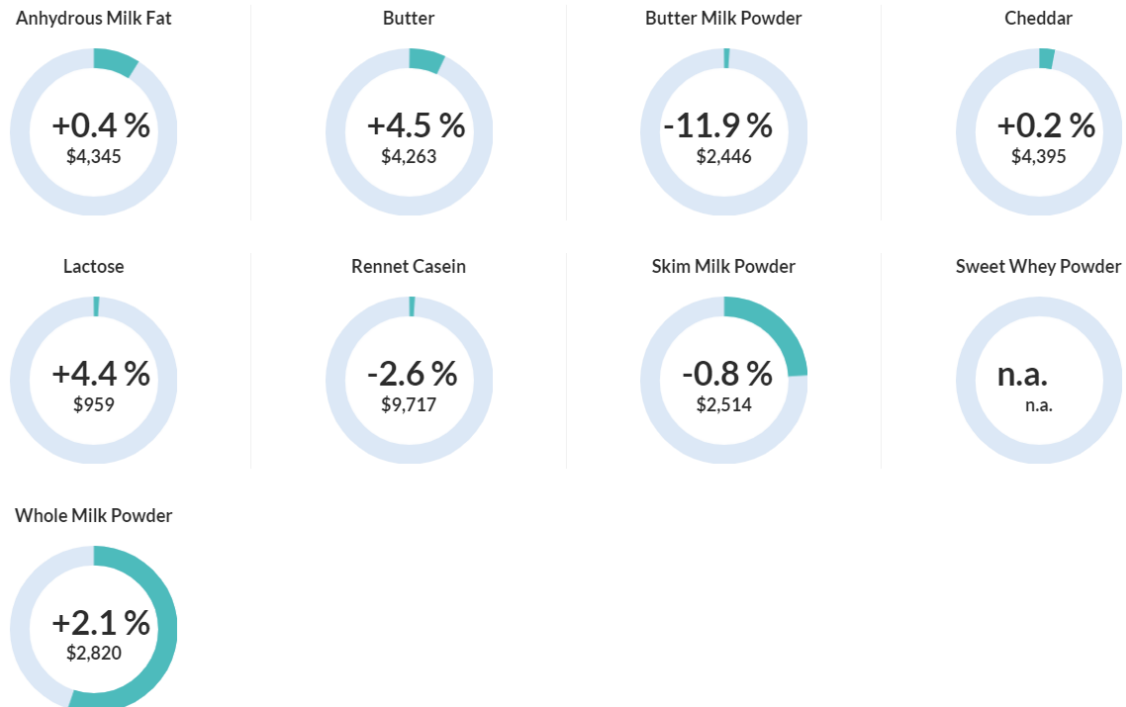 Anhydrous Milk Fat
+0.4 %
$4,345
Butter
+4.5 %
$4,263
Butter Milk Powder
-11.9 %
$2,446
Cheddar
+0.2 %
$4,395
Lactose
+4.4 %
$959
Rennet Casein
-2.6 %
$9,717
Skim Milk Powder
-0.8 %
$2,514
Sweet Whey Powder
n.a.
n.a.
Whole Milk Powder
+2.1 %
$2,820